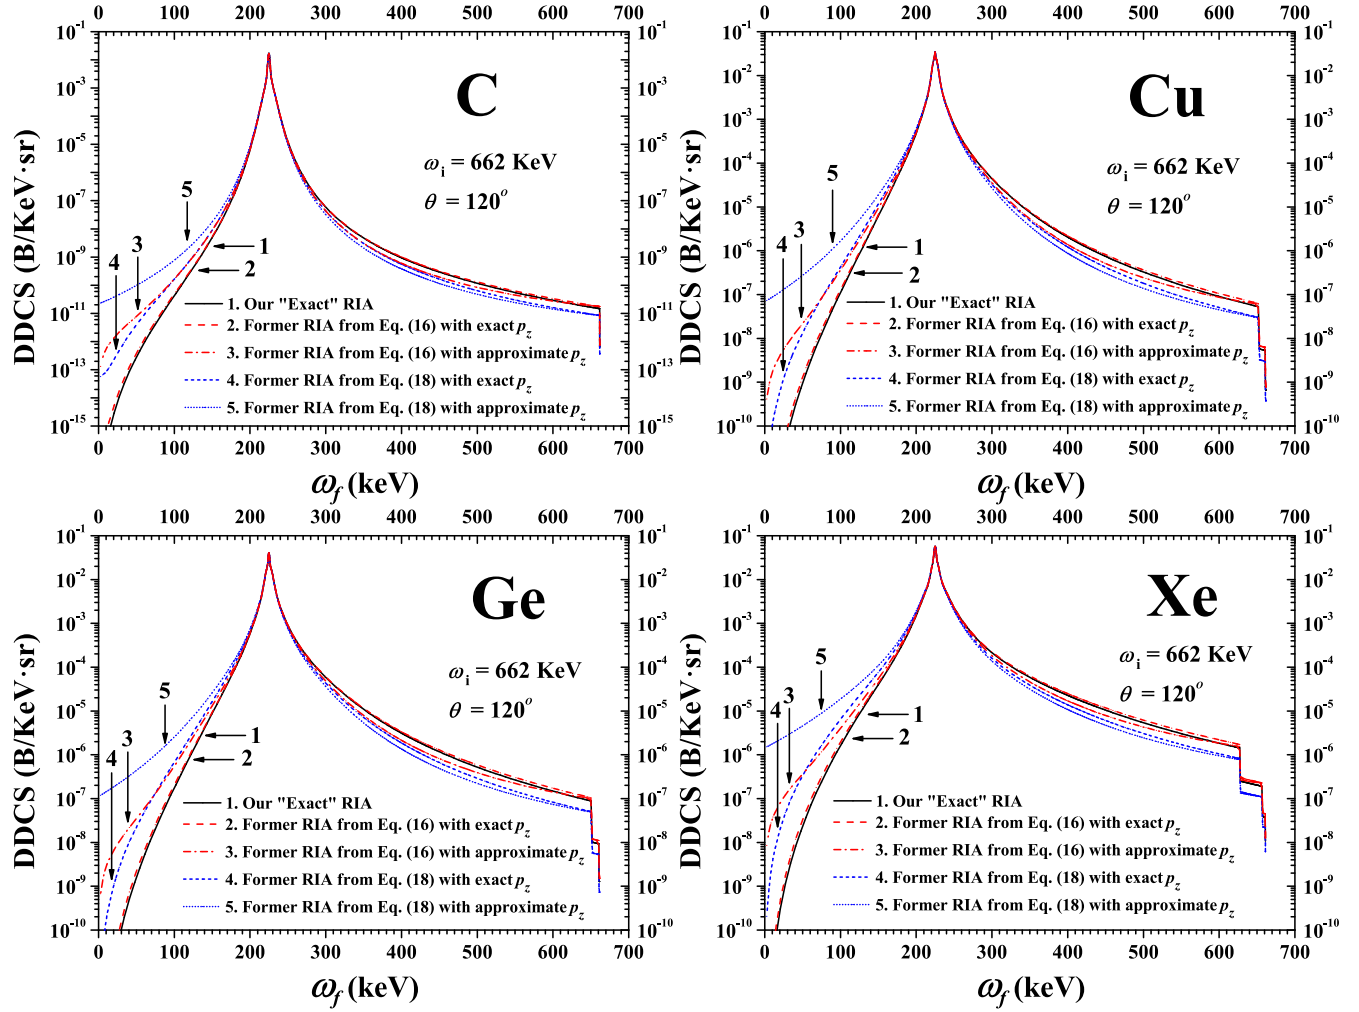 0 100 200 300 400 500 600 700
10^-1
10^-3
10^-5
10^-7
10^-9
10^-11
10^-13
10^-15
DDCS (B/KeV·sr)
C
ω_i = 662 KeV
θ = 120^o
5
3
4
1
2
1. Our "Exact" RIA
2. Former RIA from Eq. (16) with exact p_z
3. Former RIA from Eq. (16) with approximate p_z
4. Former RIA from Eq. (18) with exact p_z
5. Former RIA from Eq. (18) with approximate p_z
10^-1
10^-3
10^-5
10^-7
10^-9
10^-11
10^-13
10^-15
0 100 200 300 400 500 600 700
ω_f (keV)
0 100 200 300 400 500 600 700
10^-1
10^-2
10^-3
10^-4
10^-5
10^-6
10^-7
10^-8
10^-9
10^-10
DDCS (B/KeV·sr)
Cu
ω_i = 662 KeV
θ = 120^o
5
3
4
1
2
1. Our "Exact" RIA
2. Former RIA from Eq. (16) with exact p_z
3. Former RIA from Eq. (16) with approximate p_z
4. Former RIA from Eq. (18) with exact p_z
5. Former RIA from Eq. (18) with approximate p_z
10^-1
10^-2
10^-3
10^-4
10^-5
10^-6
10^-7
10^-8
10^-9
10^-10
0 100 200 300 400 500 600 700
ω_f (keV)
0 100 200 300 400 500 600 700
10^-1
10^-2
10^-3
10^-4
10^-5
10^-6
10^-7
10^-8
10^-9
10^-10
DDCS (B/KeV·sr)
Ge
ω_i = 662 KeV
θ = 120^o
5
3
4
1
2
1. Our "Exact" RIA
2. Former RIA from Eq. (16) with exact p_z
3. Former RIA from Eq. (16) with approximate p_z
4. Former RIA from Eq. (18) with exact p_z
5. Former RIA from Eq. (18) with approximate p_z
10^-1
10^-2
10^-3
10^-4
10^-5
10^-6
10^-7
10^-8
10^-9
10^-10
0 100 200 300 400 500 600 700
ω_f (keV)
0 100 200 300 400 500 600 700
10^-1
10^-2
10^-3
10^-4
10^-5
10^-6
10^-7
10^-8
10^-9
10^-10
DDCS (B/KeV·sr)
Xe
ω_i = 662 KeV
θ = 120^o
5
3
4
1
2
1. Our "Exact" RIA
2. Former RIA from Eq. (16) with exact p_z
3. Former RIA from Eq. (16) with approximate p_z
4. Former RIA from Eq. (18) with exact p_z
5. Former RIA from Eq. (18) with approximate p_z
10^-1
10^-2
10^-3
10^-4
10^-5
10^-6
10^-7
10^-8
10^-9
10^-10
0 100 200 300 400 500 600 700
ω_f (keV)